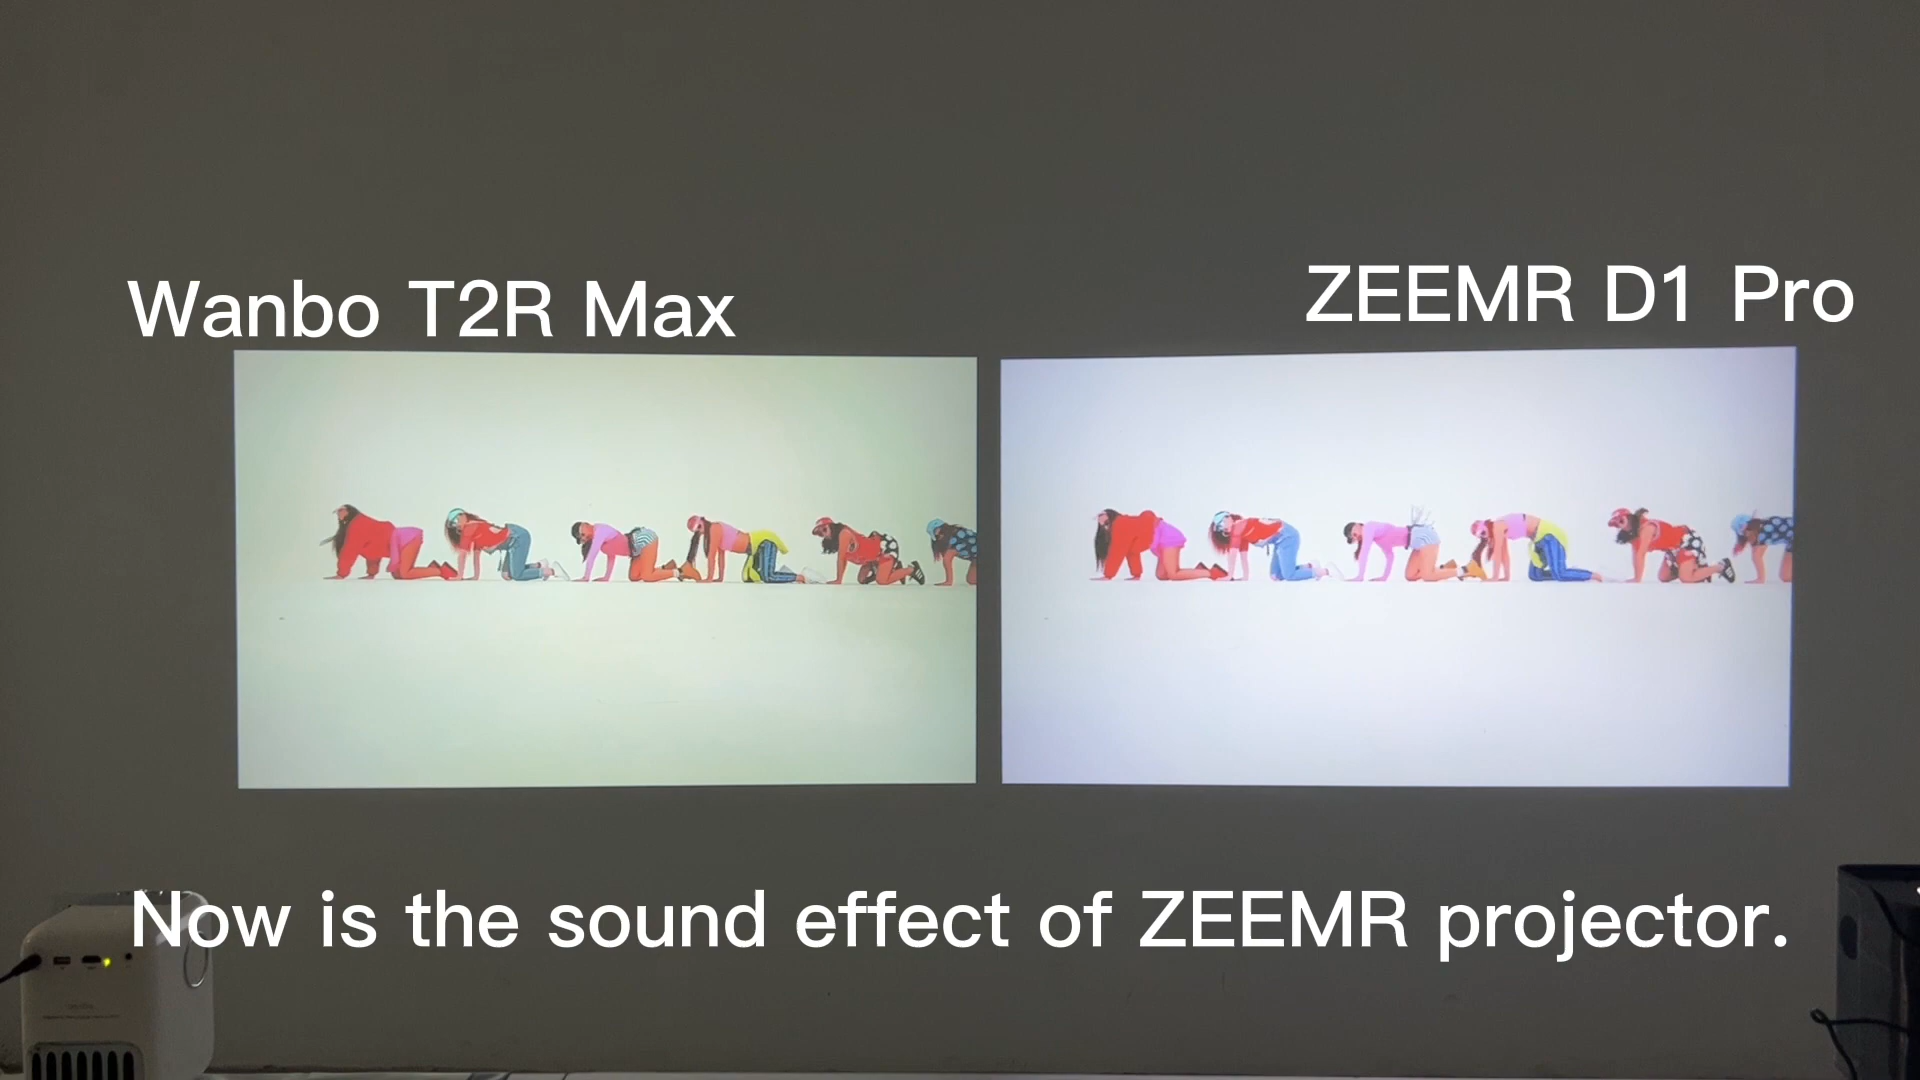 Wanbo T2R Max
ZEEMR D1 Pro
Now is the sound effect of ZEEMR projector.